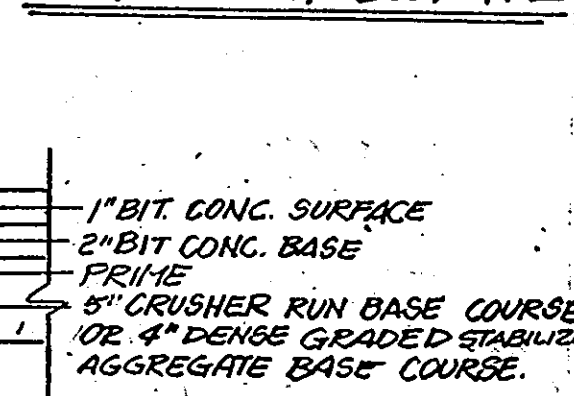 1" BIT. CONC. SURFACE
2" BIT CONC. BASE
PRIME
5" CRUSHER RUN BASE COURSE
OR 4" DENSE GRADED STABILIZ
AGGREGATE BASE COURSE.